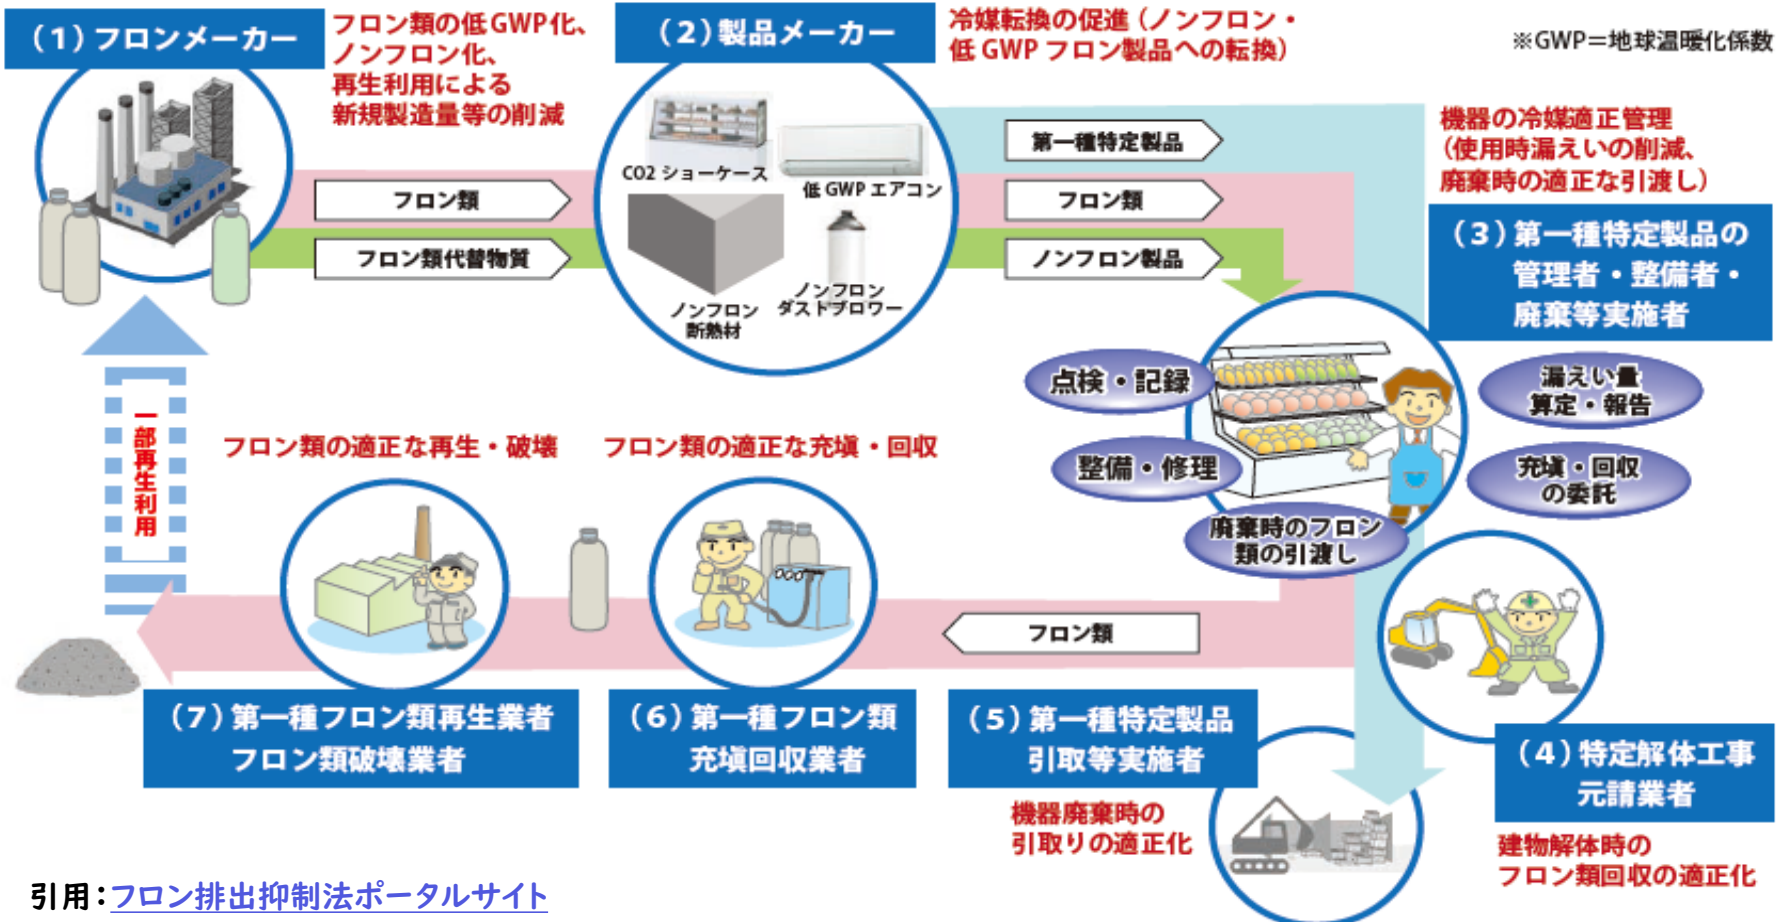 (1)フロンメーカー
フロン類の低GWP化、
ノンフロン化、
再生利用による
新規製造量等の削減
(2)製品メーカー
冷媒転換の促進(ノンフロン・
低GWPフロン製品への転換)
※GWP=地球温暖化係数
CO2 ショーケース
低GWPエアコン
ノンフロン
断熱材
ノンフロン
ダストブロワー
フロン類
フロン類代替物質
第一種特定製品
フロン類
ノンフロン製品
機器の冷媒適正管理
(使用時漏えいの削減、
廃棄時の適正な引渡し)
(3)第一種特定製品の
管理者・整備者・
廃棄等実施者
点検・記録
整備・修理
廃棄時のフロン
類の引渡し
漏えい量
算定・報告
充塡・回収
の委託
一部再生利用
フロン類の適正な再生・破壊
フロン類の適正な充塡・回収
フロン類
(7)第一種フロン類再生業者
フロン類破壊業者
(6)第一種フロン類
充塡回収業者
(5)第一種特定製品
引取等実施者
機器廃棄時の
引取りの適正化
(4)特定解体工事
元請業者
建物解体時の
フロン類回収の適正化
引用:フロン排出抑制法ポータルサイト